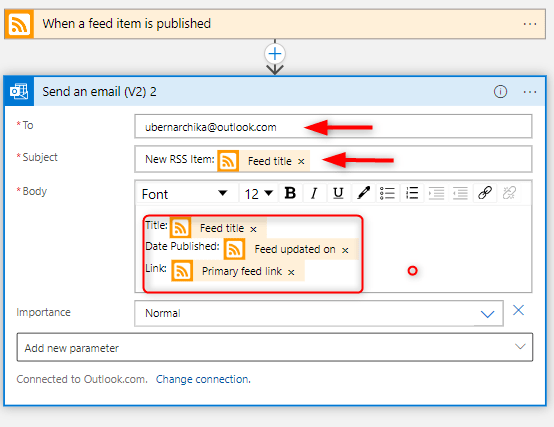 When a feed item is published ...
Send an email (V2) 2 ...
* To ubernarchika@outlook.com
* Subject New RSS Item: Feed title ×
* Body Font 12 B I U
Title: Feed title ×
Date Published: Feed updated on ×
Link: Primary feed link ×
Importance Normal
Add new parameter
Connected to Outlook.com. Change connection.